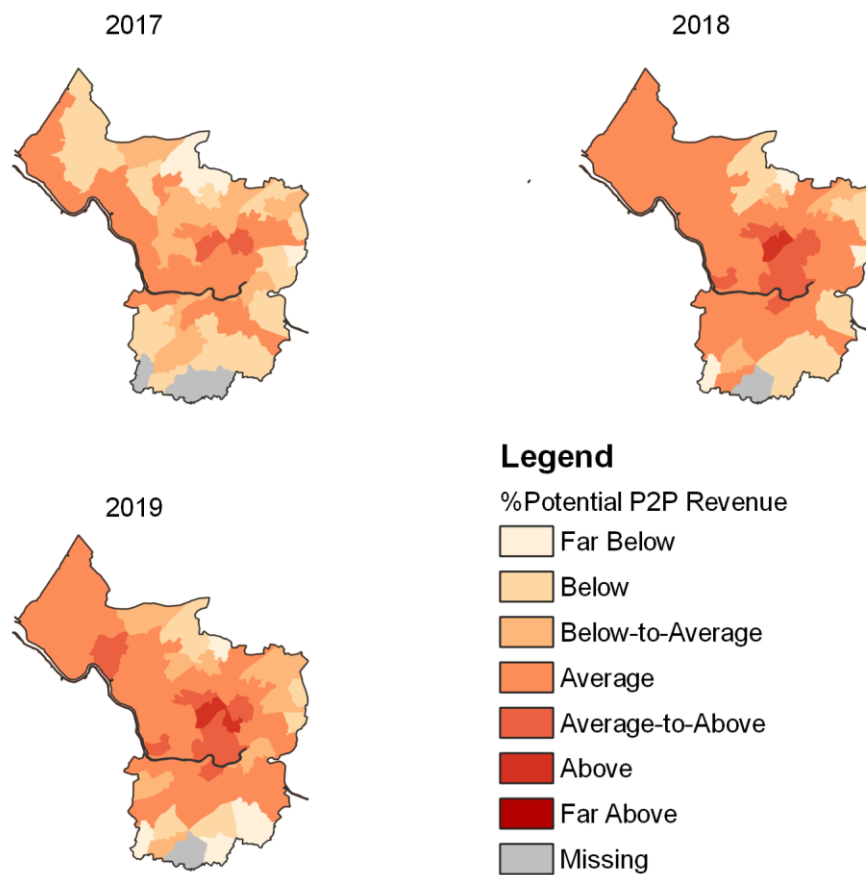 2017
2018
2019
Legend
%Potential P2P Revenue
Far Below
Below
Below-to-Average
Average
Average-to-Above
Above
Far Above
Missing